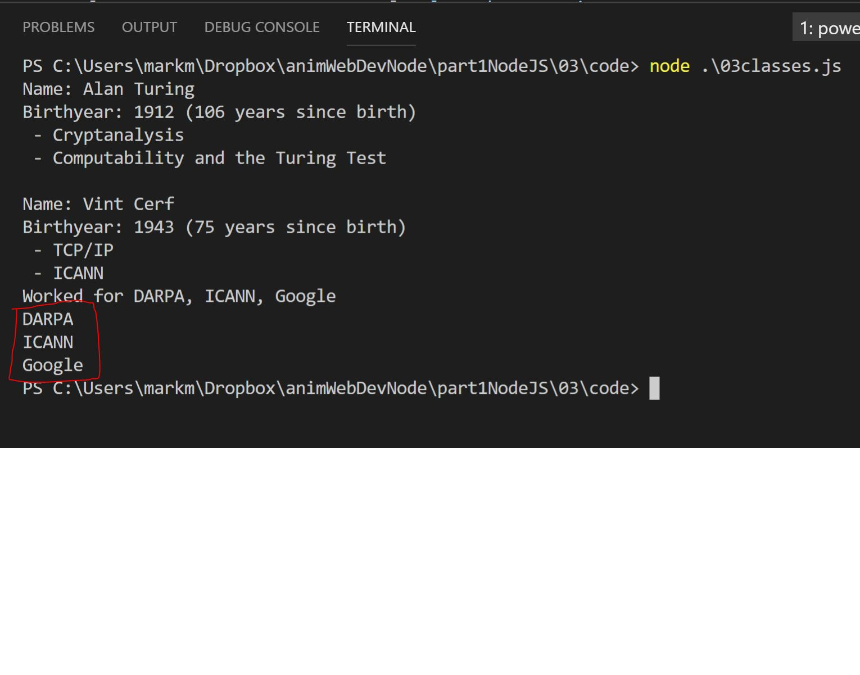 PROBLEMS OUTPUT DEBUG CONSOLE TERMINAL 1: powe
PS C:\Users\markm\Dropbox\animWebDevNode\part1NodeJS\03\code> node .\03classes.js
Name: Alan Turing
Birthyear: 1912 (106 years since birth)
- Cryptanalysis
- Computability and the Turing Test
Name: Vint Cerf
Birthyear: 1943 (75 years since birth)
- TCP/IP
- ICANN
Worked for DARPA, ICANN, Google
DARPA
ICANN
Google
PS C:\Users\markm\Dropbox\animWebDevNode\part1NodeJS\03\code>